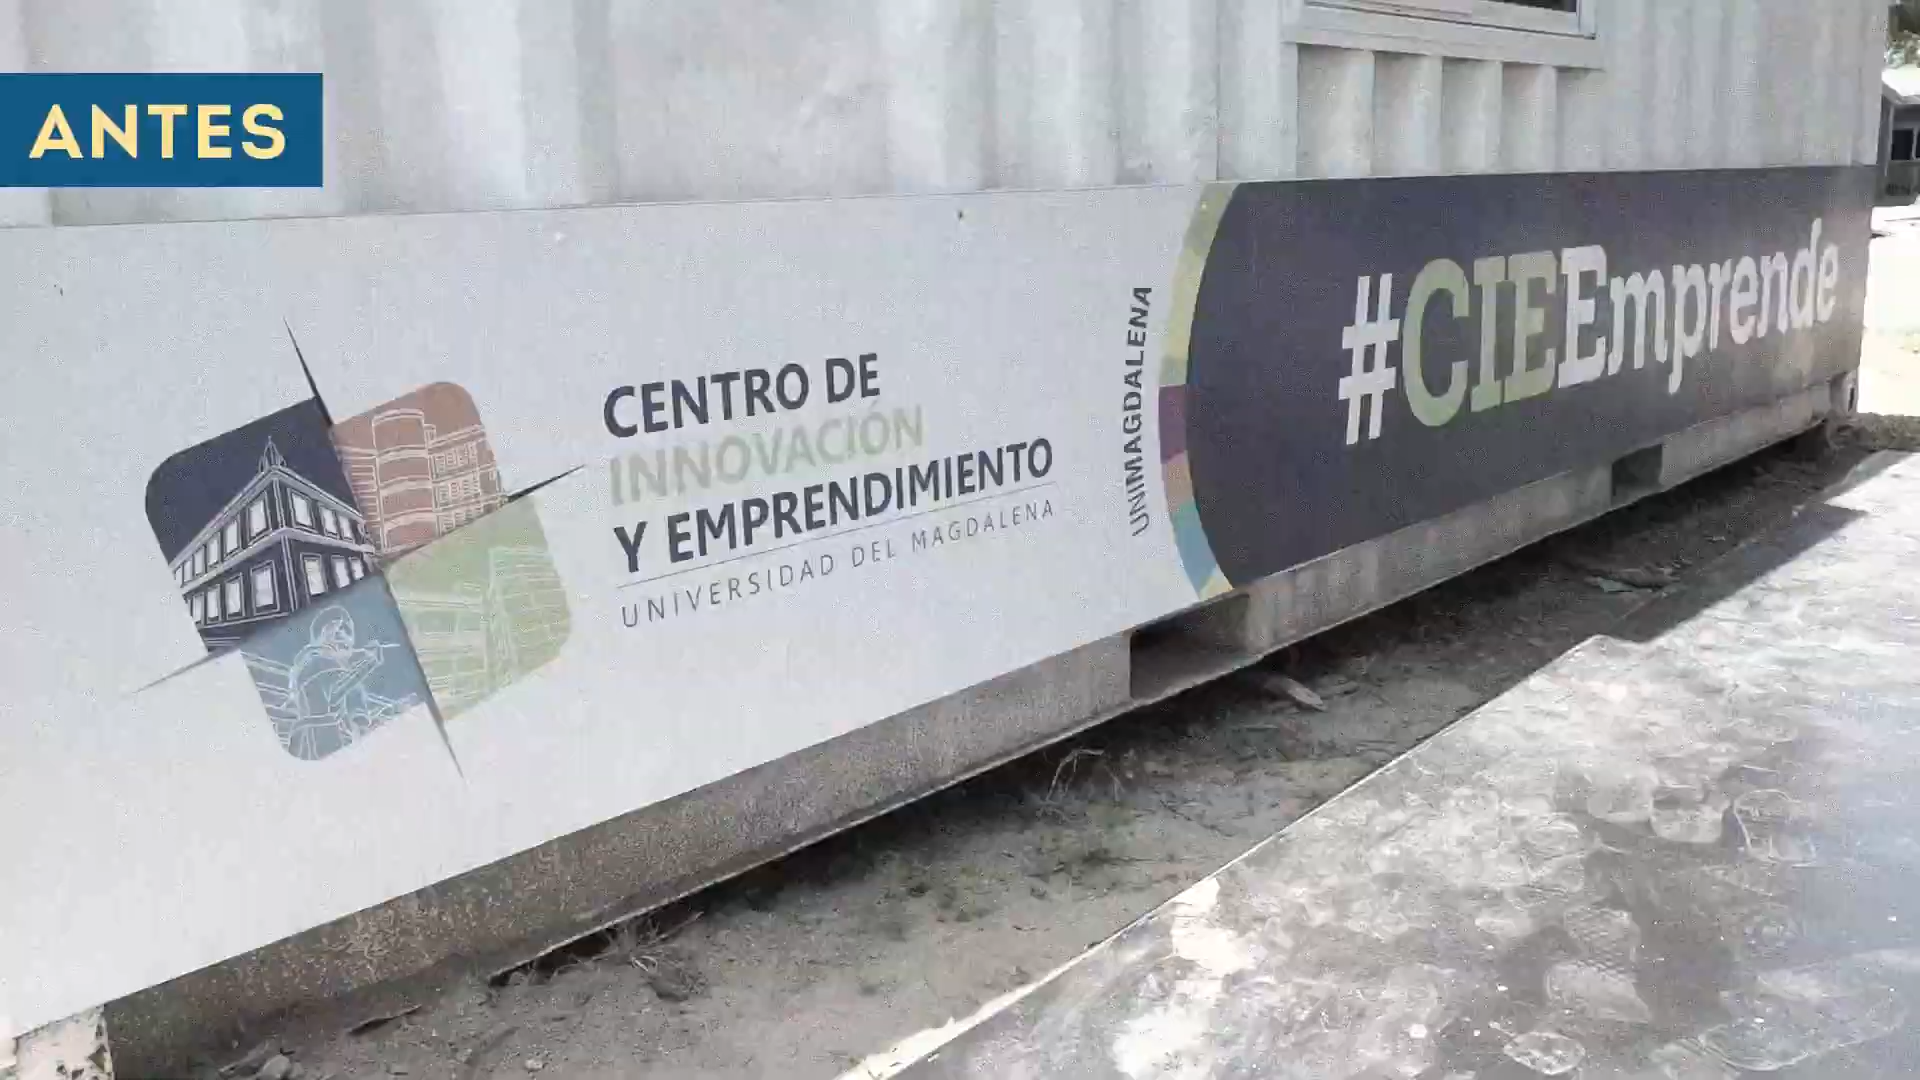 ANTES
CENTRO DE
INNOVACIÓN
Y EMPRENDIMIENTO
UNIVERSIDAD DEL MAGDALENA
UNIMAGDALENA
#CIEEmprende